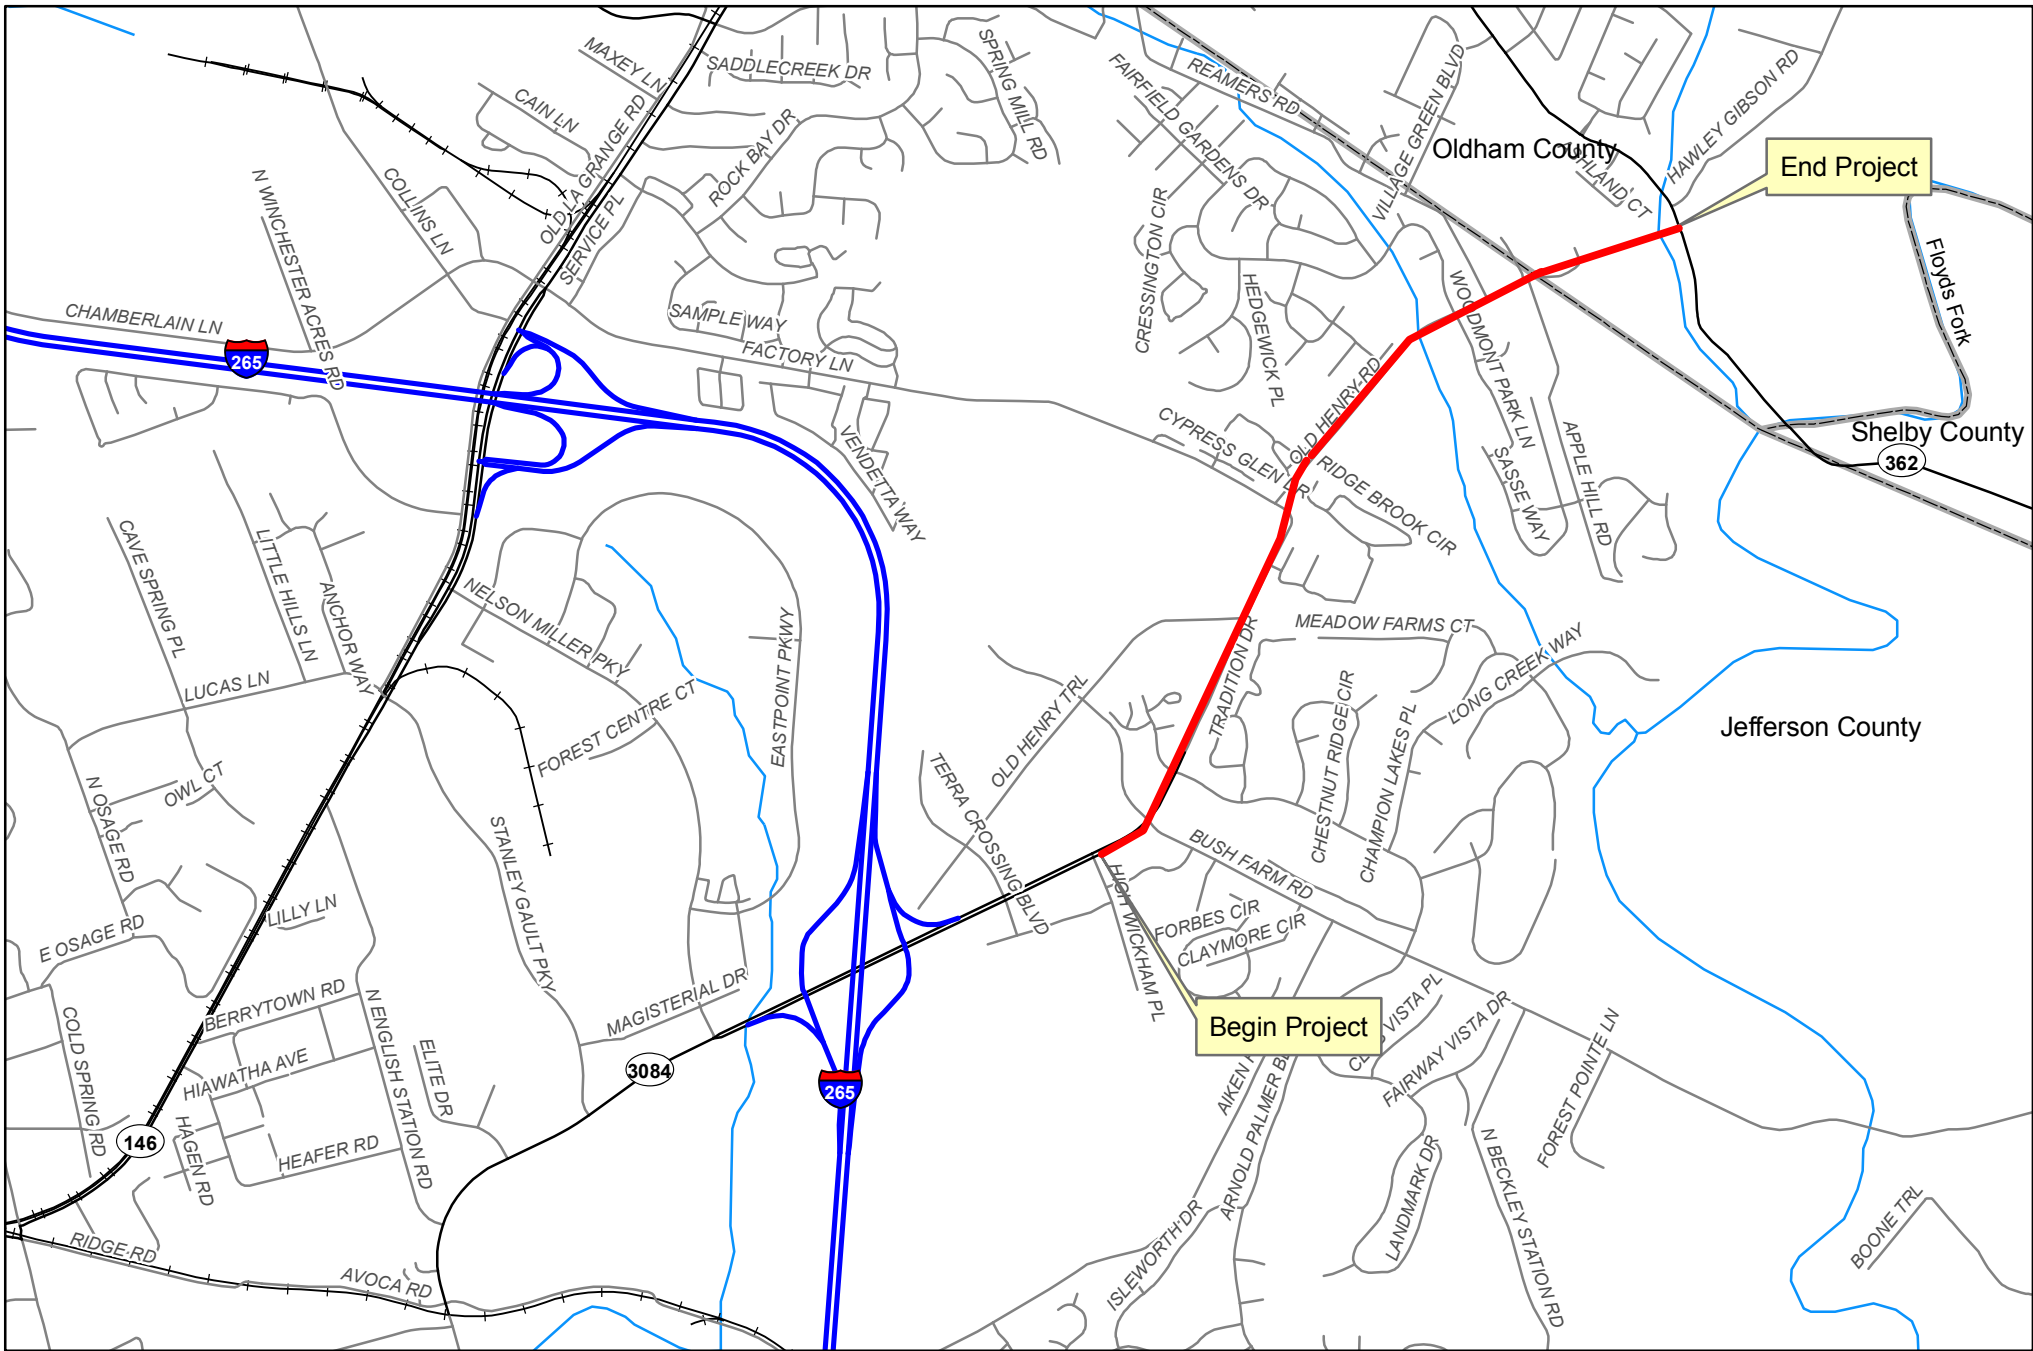 MAXEY LN
SADDLECREEK DR
SPRING MILL RD
FAIRFIELD GARDENS DR
REAMERS RD
VILLAGE GREEN BLVD
HAWLEY GIBSON RD
CAIN LN
OLD LA GRANGE RD
ROCK BAY DR
Oldham County
ASHLAND CT
End Project
N WINCHESTER ACRES RD
COLLINS LN
SERVICE PL
CRESSINGTON CIR
HEDGEWICK PL
WOODMONT PARK LN
Floyds Fork
CHAMBERLAIN LN
265
SAMPLE WAY
FACTORY LN
OLD HENRY RD
CYPRESS GLEN DR
VENDETTA WAY
RIDGE BROOK CIR
SASSE WAY
APPLE HILL RD
Shelby County
362
CAVE SPRING PL
LITTLE HILLS LN
ANCHOR WAY
NELSON MILLER PKY
EASTPOINT PKWY
MEADOW FARMS CT
LUCAS LN
FOREST CENTRE CT
OLD HENRY TRL
TRADITION DR
CHESTNUT RIDGE CIR
CHAMPION LAKES PL
LONG CREEK WAY
Jefferson County
N OSAGE RD
OWL CT
STANLEY GAULT PKY
TERRA CROSSING BLVD
BUSH FARM RD
E OSAGE RD
LILLY LN
HIGH WICKHAM PL
FORBES CIR
CLAYMORE CIR
COLD SPRING RD
BERRYTOWN RD
N ENGLISH STATION RD
MAGISTERIAL DR
Begin Project
VISTA PL
FAIRWAY VISTA DR
FOREST POINTE LN
HIAWATHA AVE
ELITE DR
3084
265
AIKEN
ARNOLD PALMER
146
HAGEN RD
HEAFER RD
LANDMARK DR
N BECKLEY STATION RD
RIDGE RD
AVOCA RD
ISLEWORTH DR
BOONE TRL